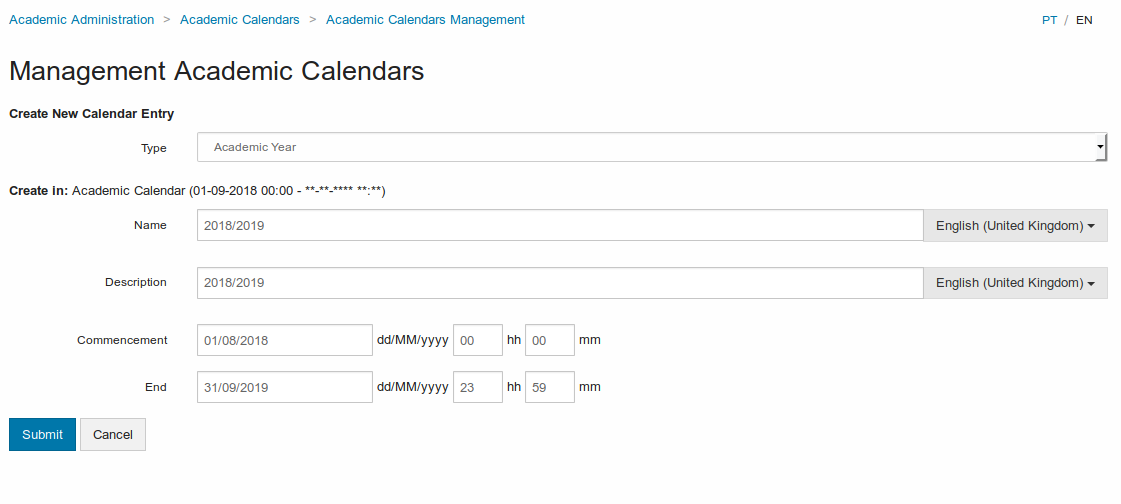 Academic Administration > Academic Calendars > Academic Calendars Management PT / EN
Management Academic Calendars
Create New Calendar Entry
Type Academic Year
Create in: Academic Calendar (01-09-2018 00:00 - **-**-**** **:**)
Name 2018/2019 English (United Kingdom)
Description 2018/2019 English (United Kingdom)
Commencement 01/08/2018 dd/MM/yyyy 00 hh 00 mm
End 31/09/2019 dd/MM/yyyy 23 hh 59 mm
Submit Cancel